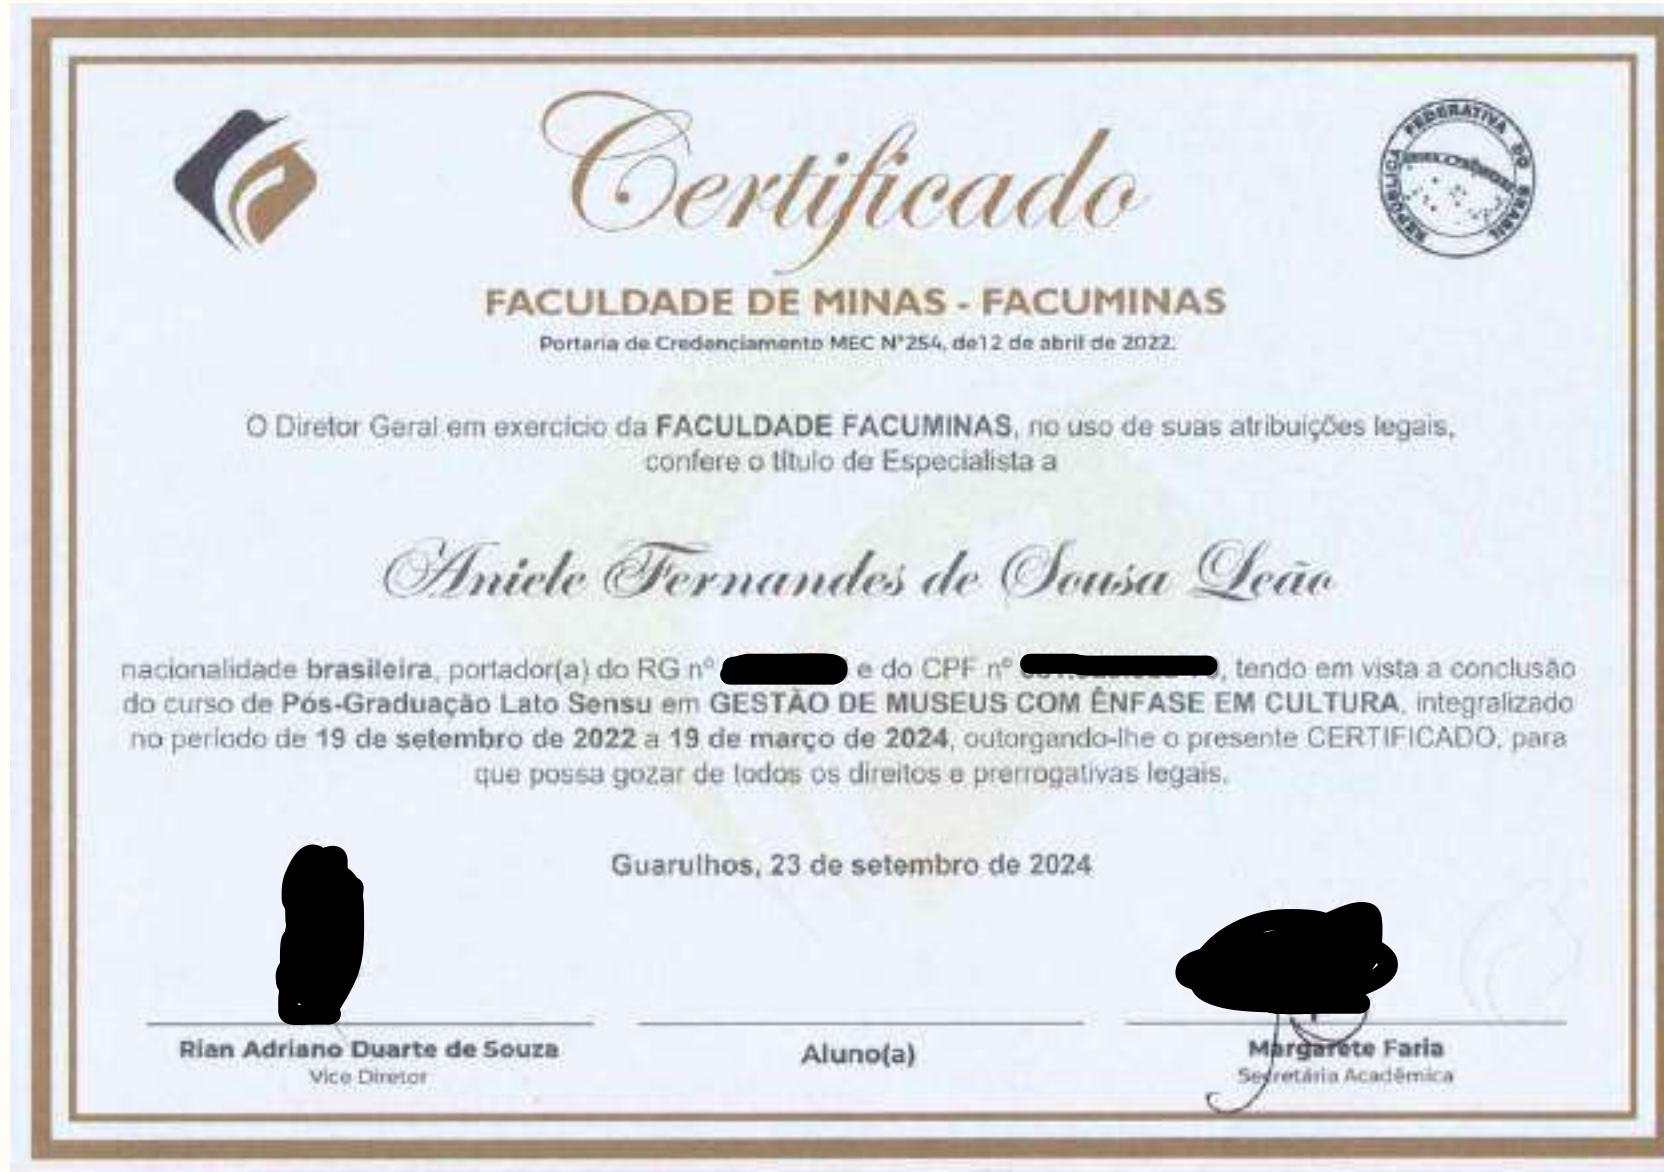 Certificado
REPÚBLICA FEDERATIVA DO BRASIL
FACULDADE DE MINAS - FACUMINAS
Portaria de Credenciamento MEC N°254, de12 de abril de 2022.
O Diretor Geral em exercício da FACULDADE FACUMINAS, no uso de suas atribuições legais,
confere o título de Especialista a
Aniele Fernandes de Sousa Leão
nacionalidade brasileira, portador(a) do RG nº e do CPF nº , tendo em vista a conclusão
do curso de Pós-Graduação Lato Sensu em GESTÃO DE MUSEUS COM ÊNFASE EM CULTURA, integralizado
no período de 19 de setembro de 2022 a 19 de março de 2024, outorgando-lhe o presente CERTIFICADO, para
que possa gozar de todos os direitos e prerrogativas legais.
Guarulhos, 23 de setembro de 2024
Rian Adriano Duarte de Souza
Vice Diretor
Aluno(a)
Margarete Faria
Secretária Acadêmica